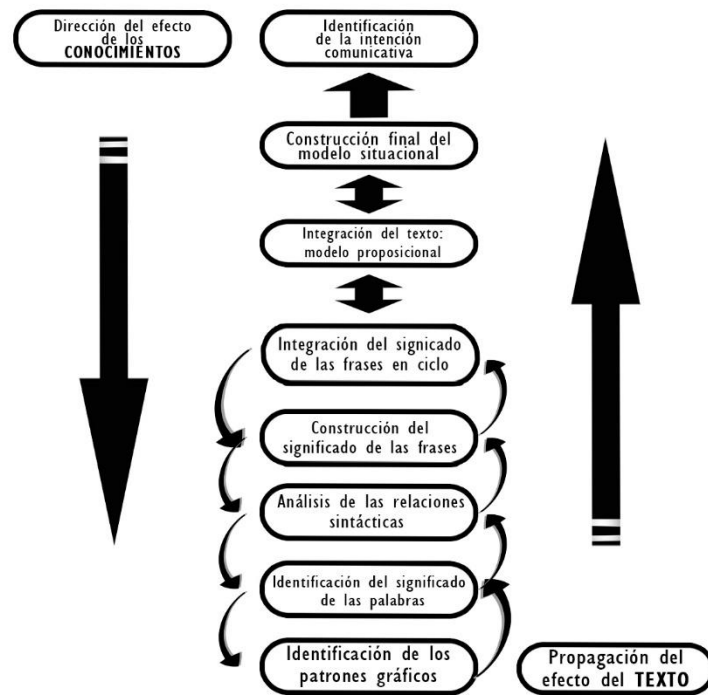 Dirección del efecto
de los
CONOCIMIENTOS
Identificación
de la intención
comunicativa
Construcción final del
modelo situacional
Integración del texto:
modelo proposicional
Integración del signicado
de las frases en ciclo
Construcción del
significado de las frases
Análisis de las relaciones
sintácticas
Identificación del significado
de las palabras
Identificación de los
patrones gráficos
Propagación del
efecto del TEXTO